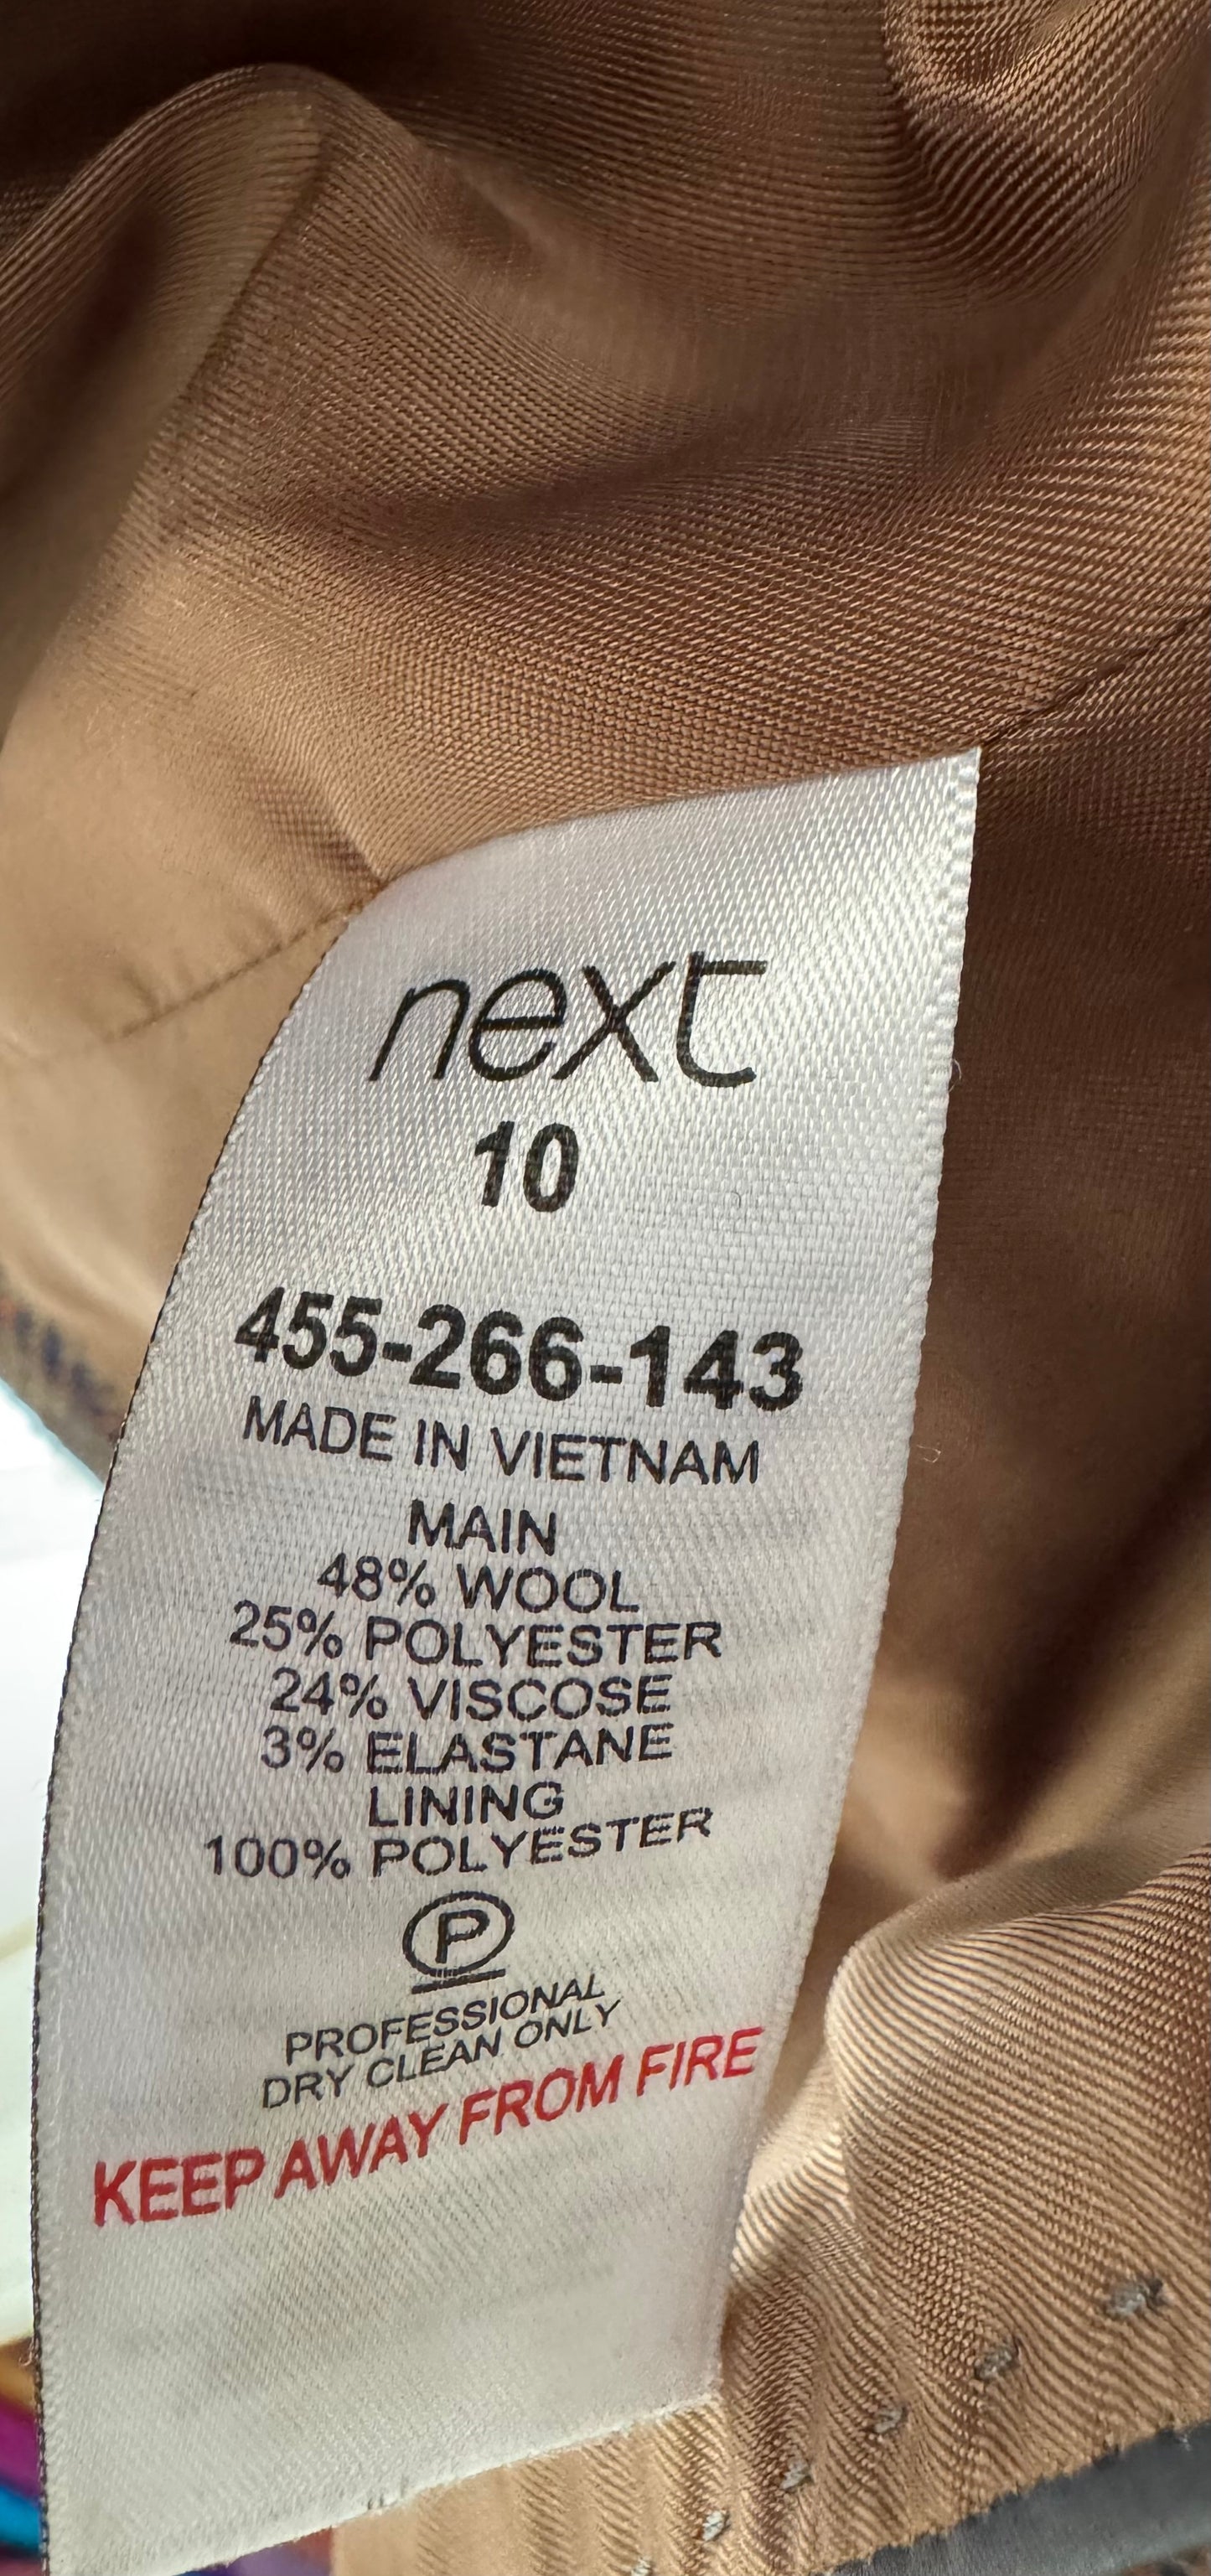 next
10
455-266-143
MADE IN VIETNAM
MAIN
48% WOOL
25% POLYESTER
24% VISCOSE
3% ELASTANE
LINING
100% POLYESTER
P
PROFESSIONAL
DRY CLEAN ONLY
KEEP AWAY FROM FIRE